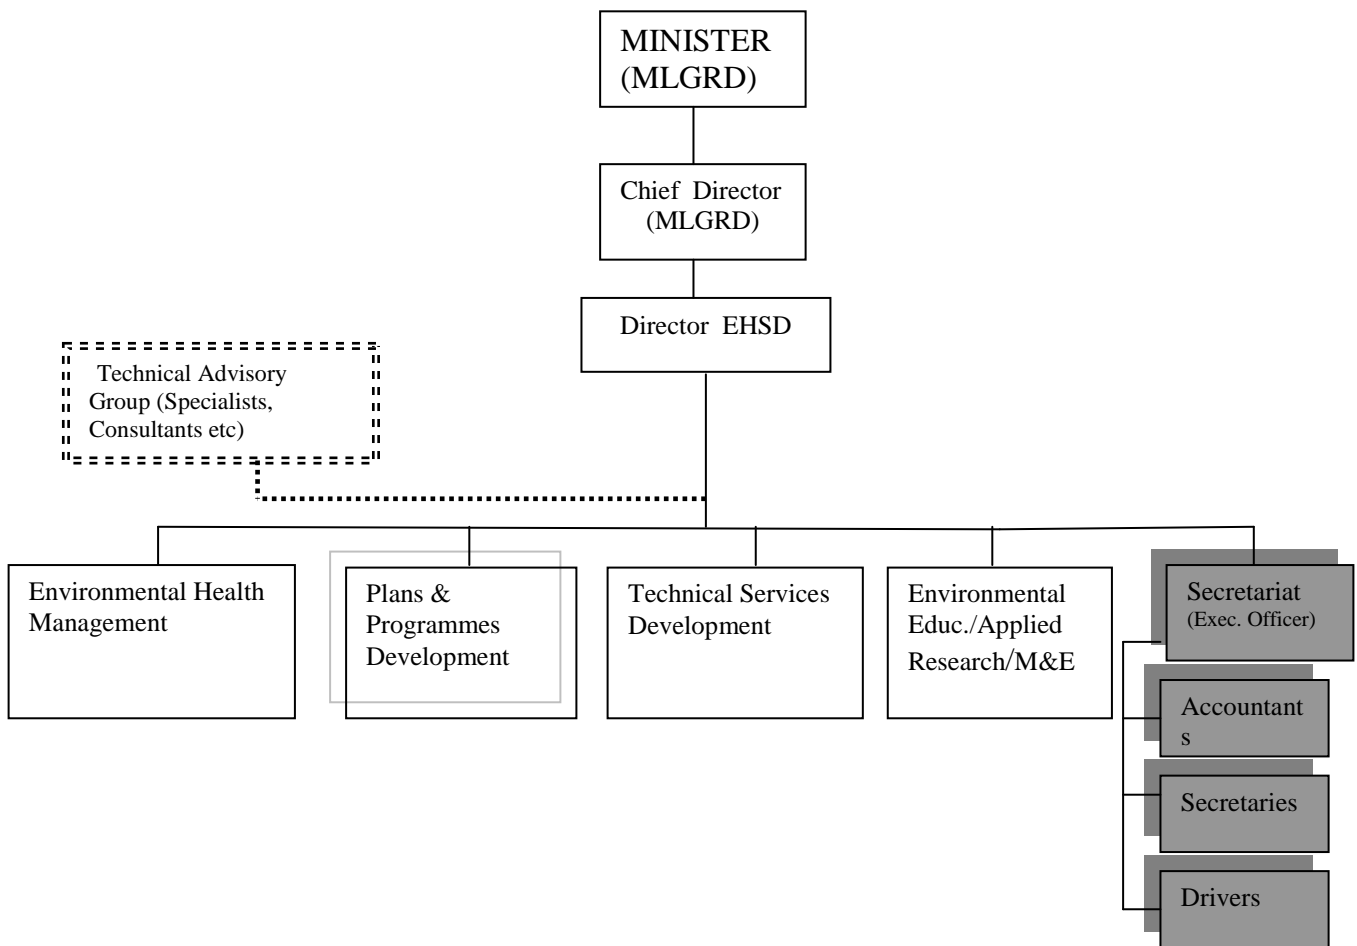 MINISTER
(MLGRD)
Chief Director
(MLGRD)
Director EHSD
Technical Advisory
Group (Specialists,
Consultants etc)
Environmental Health
Management
Plans &
Programmes
Development
Technical Services
Development
Environmental
Educ./Applied
Research/M&E
Secretariat
(Exec. Officer)
Accountant
s
Secretaries
Drivers